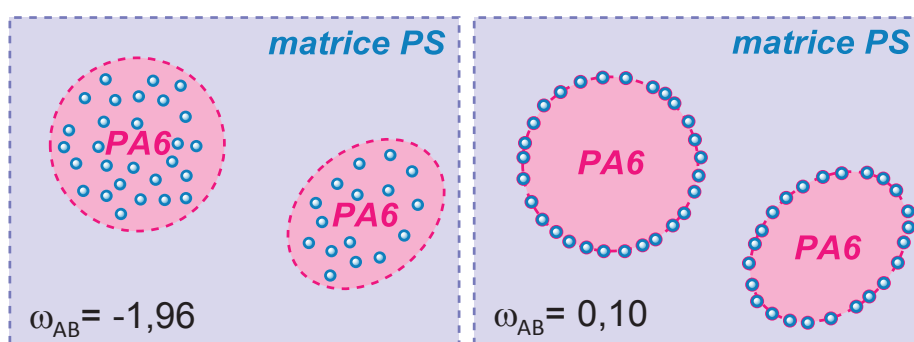 matrice PS
PA6
PA6
ω_AB= -1,96
matrice PS
PA6
PA6
ω_AB= 0,10